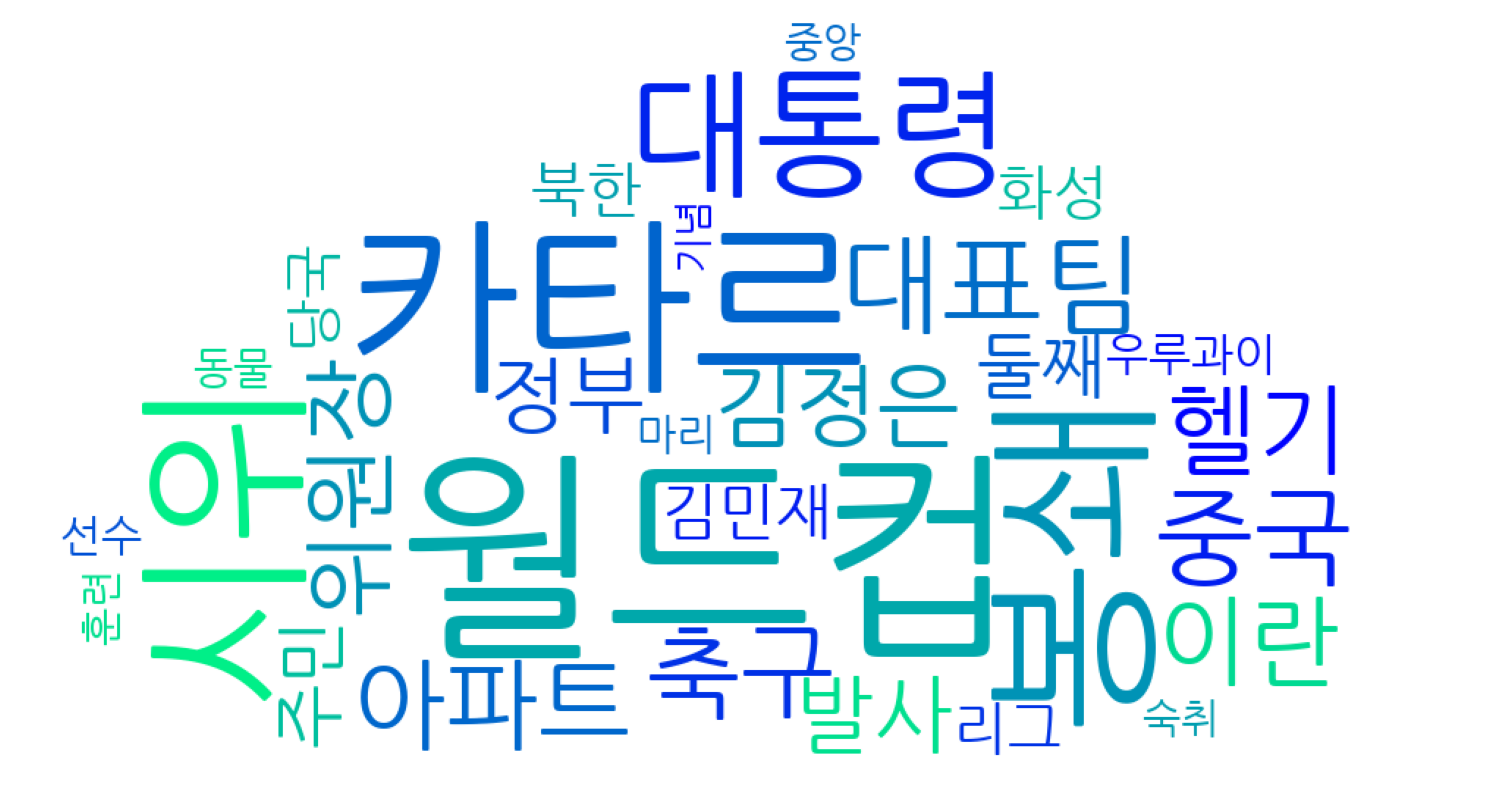 중앙
대통령
북한
화성
기념
카타르
대표팀
당국
동물
정부
마리
김정은
둘째
우루과이
헬기
시위
위원장
월드컵
김민재
봉쇄
중국
선수
훈련
주민
아파트
축구
발사
리그
이란
숙취